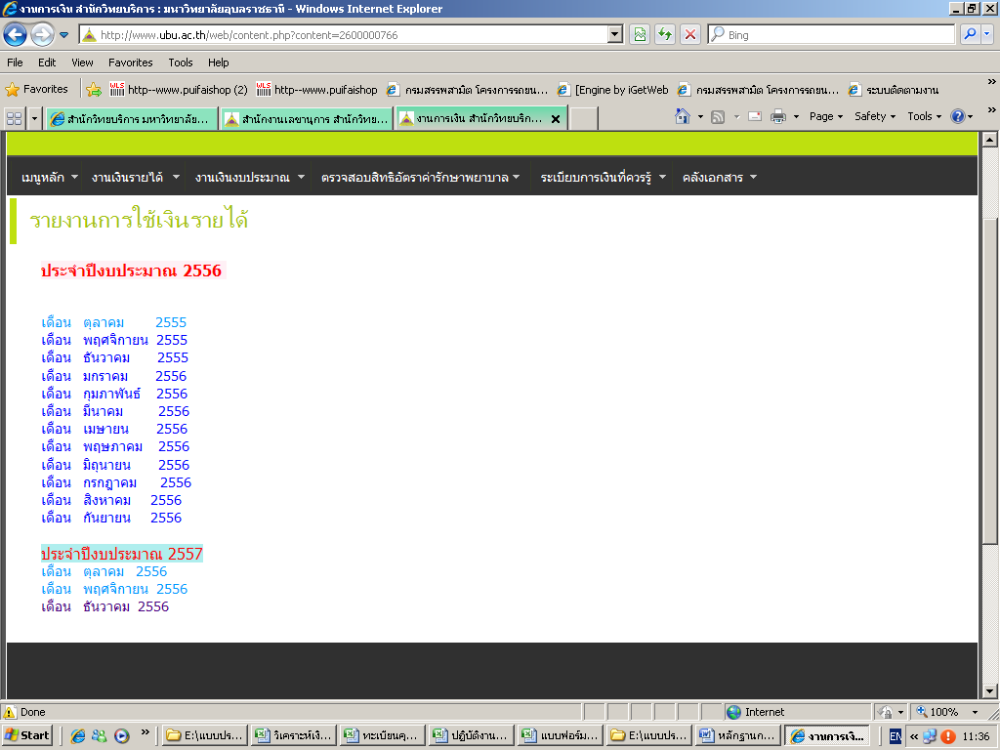 งานการเงิน สำนักวิทยบริการ : มหาวิทยาลัยอุบลราชธานี - Windows Internet Explorer
http://www.ubu.ac.th/web/content.php?content=2600000766
Bing
File Edit View Favorites Tools Help
Favorites http--www.puifaishop (2) http--www.puifaishop กรมสรรพสามิต โครงการรถยน... [Engine by iGetWeb กรมสรรพสามิต โครงการรถยน... ระบบติดตามงาน
สำนักวิทยบริการ มหาวิทยาลัย... สำนักงานเลขานุการ สำนักวิทย... งานการเงิน สำนักวิทยบริก... Page Safety Tools
เมนูหลัก งานเงินรายได้ งานเงินงบประมาณ ตรวจสอบสิทธิอัตราค่ารักษาพยาบาล ระเบียบการเงินที่ควรรู้ คลังเอกสาร
รายงานการใช้เงินรายได้
ประจำปีงบประมาณ 2556
เดือน ตุลาคม 2555
เดือน พฤศจิกายน 2555
เดือน ธันวาคม 2555
เดือน มกราคม 2556
เดือน กุมภาพันธ์ 2556
เดือน มีนาคม 2556
เดือน เมษายน 2556
เดือน พฤษภาคม 2556
เดือน มิถุนายน 2556
เดือน กรกฎาคม 2556
เดือน สิงหาคม 2556
เดือน กันยายน 2556
ประจำปีงบประมาณ 2557
เดือน ตุลาคม 2556
เดือน พฤศจิกายน 2556
เดือน ธันวาคม 2556
Done Internet 100%
Start E:\แบบประ... วิเคราะห์เงิ... ทะเบียนคุ... ปฏิบัติงาน... แบบฟอร์ม... E:\แบบปร... หลักฐานก... งานการเงิ... EN 11:36